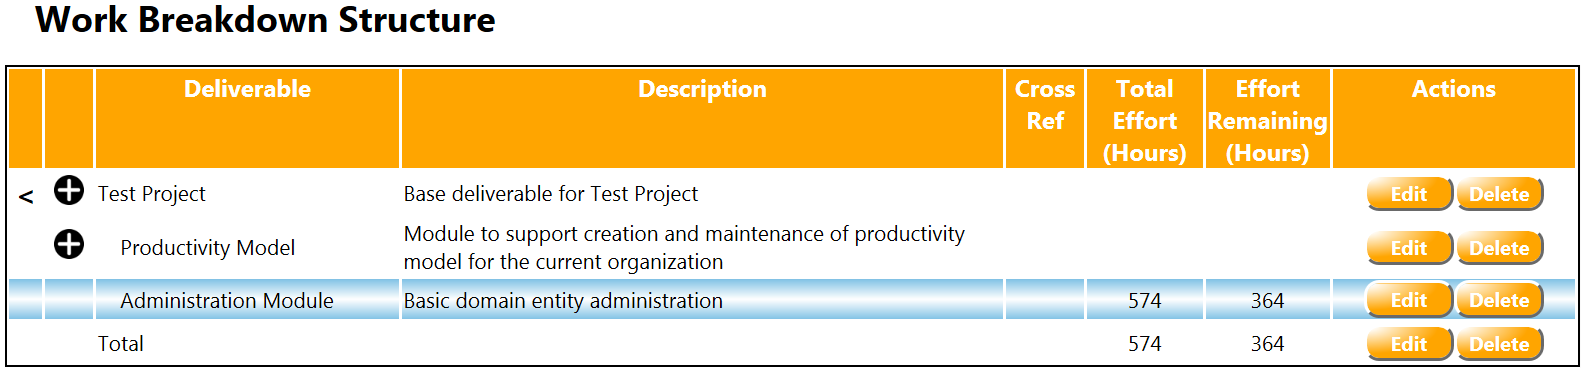 Work Breakdown Structure
Deliverable Description Cross Ref Total Effort (Hours) Effort Remaining (Hours) Actions
< Test Project Base deliverable for Test Project Edit Delete
Productivity Model Module to support creation and maintenance of productivity model for the current organization Edit Delete
Administration Module Basic domain entity administration 574 364 Edit Delete
Total 574 364 Edit Delete